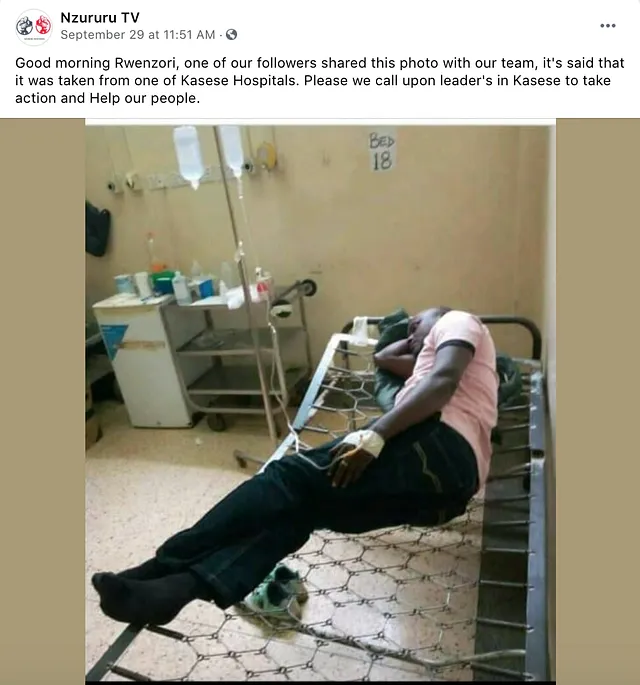 Nzururu TV
September 29 at 11:51 AM ·
Good morning Rwenzori, one of our followers shared this photo with our team, it's said that
it was taken from one of Kasese Hospitals. Please we call upon leader's in Kasese to take
action and Help our people.
BED
18